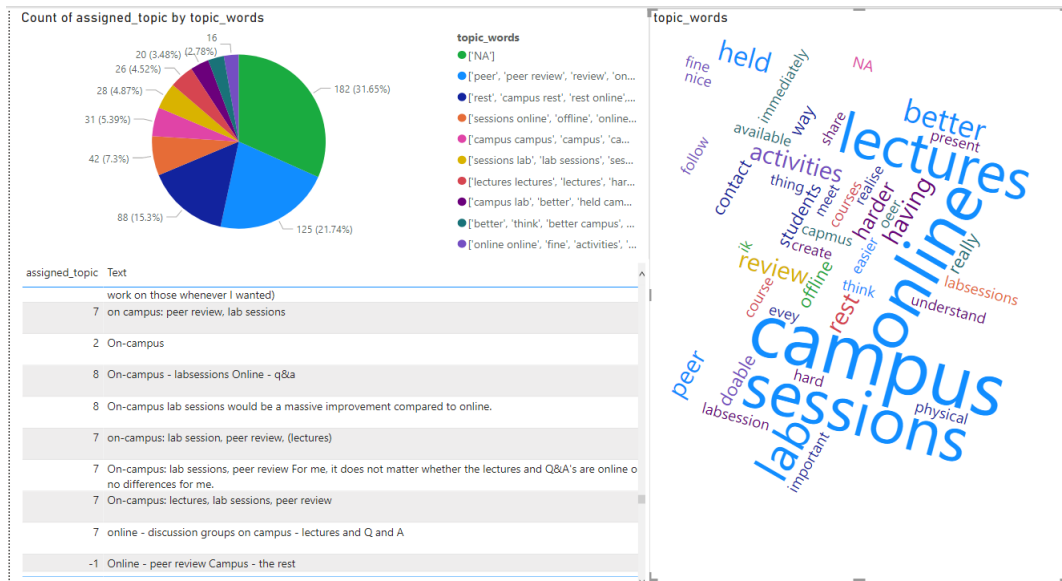 Count of assigned_topic by topic_words
16
20 (3.48%)
(2.78%)
26 (4.52%)
28 (4.87%)
31 (5.39%)
42 (7.3%)
88 (15.3%)
125 (21.74%)
182 (31.65%)
topic_words
['NA']
['peer', 'peer review', 'review', 'on...
['rest', 'campus rest', 'rest online',...
['sessions online', 'offline', 'online...
['campus campus', 'campus', 'ca...
['sessions lab', 'lab sessions', 'ses...
['lectures lectures', 'lectures', 'har...
['campus lab', 'better', 'held cam...
['better', 'think', 'better campus', ...
['online online', 'fine', 'activities', '...
assigned_topic Text
work on those whenever I wanted)
7 on campus: peer review, lab sessions
2 On-campus
8 On-campus - labsessions Online - q&a
8 On-campus lab sessions would be a massive improvement compared to online.
7 on-campus: lab session, peer review, (lectures)
7 On-campus: lab sessions, peer review For me, it does not matter whether the lectures and Q&A's are online o
no differences for me.
7 On-campus: lectures, lab sessions, peer review
7 online - discussion groups on campus - lectures and Q and A
-1 Online - peer review Campus - the rest
topic_words
held
fine
nice
immediately
NA
available
way
share
better
present
lectures
follow
activities
contact
thing
students
meet
courses
realise
oeer
harder
having
capmus
create
ik
review
offline
easier
think
online
really
labsessions
course
evey
rest
understand
campus
peer
doable
hard
sessions
labsession
lab
physical
important